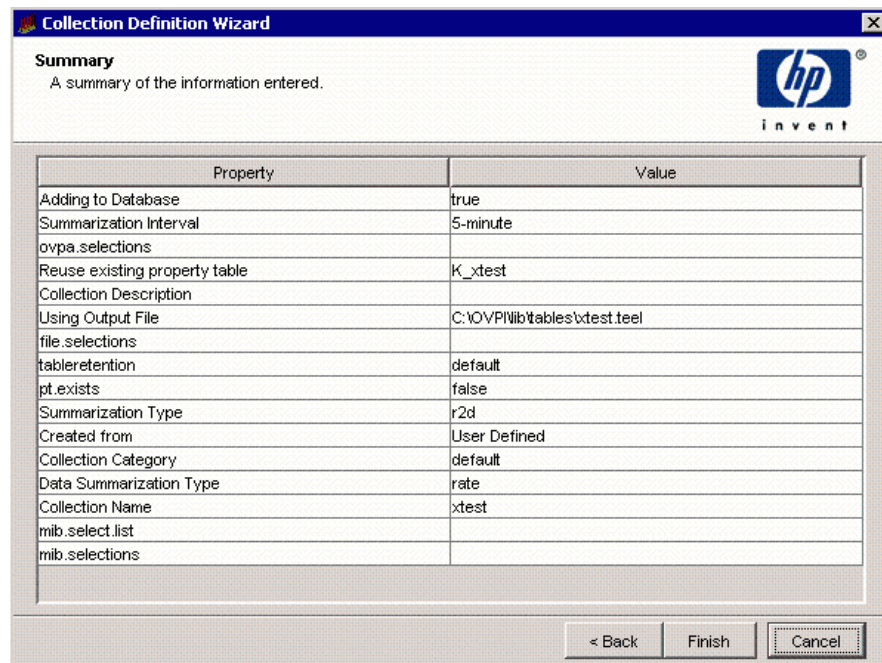 Collection Definition Wizard
Summary
A summary of the information entered.
hp
®
invent
Property Value
Adding to Database true
Summarization Interval 5-minute
ovpa.selections
Reuse existing property table K_xtest
Collection Description
Using Output File C:\OVPI\lib\tables\xtest.teel
file.selections
tableretention default
pt.exists false
Summarization Type r2d
Created from User Defined
Collection Category default
Data Summarization Type rate
Collection Name xtest
mib.select.list
mib.selections
< Back Finish Cancel